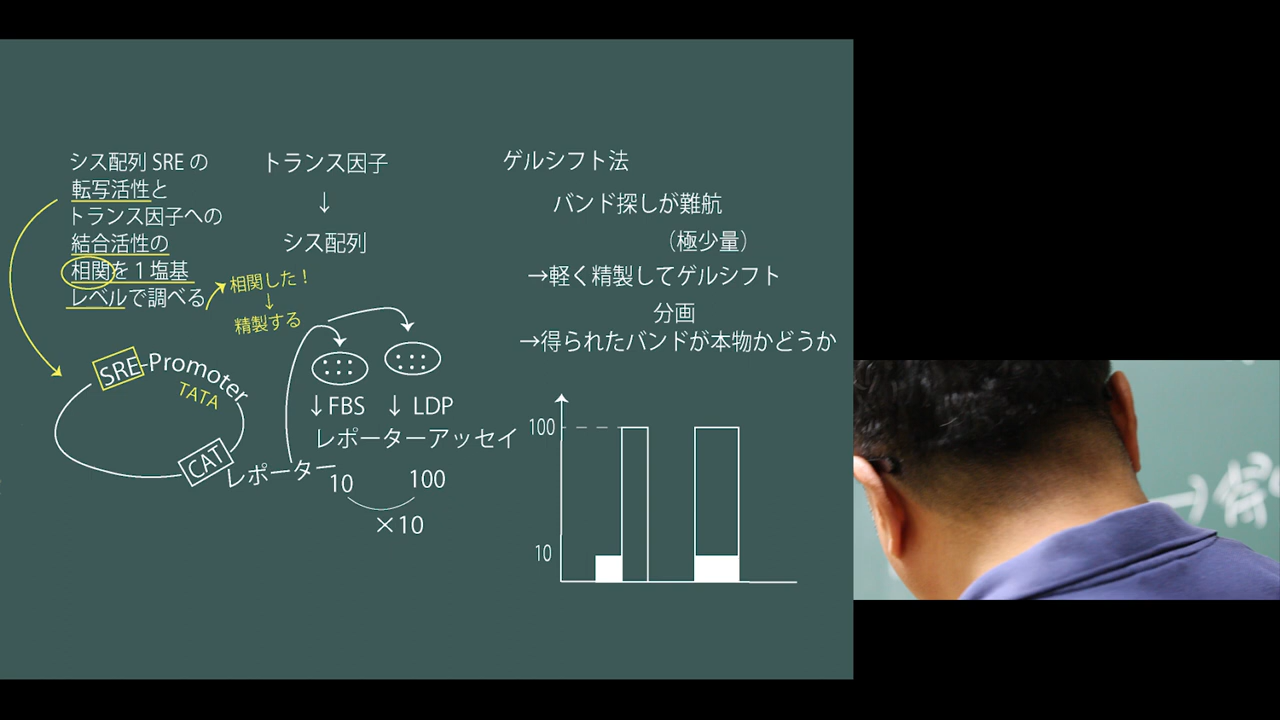 シス配列 SRE の
転写活性と
トランス因子への
結合活性の
相関を 1 塩基
レベルで調べる
相関した!
↓
精製する
トランス因子
↓
シス配列
SRE-Promoter
TATA
CAT
レポーター
↓FBS ↓ LDP
レポーターアッセイ
10 100
×10
ゲルシフト法
バンド探しが難航
(極少量)
→軽く精製してゲルシフト
分画
→得られたバンドが本物かどうか
100
10
→得